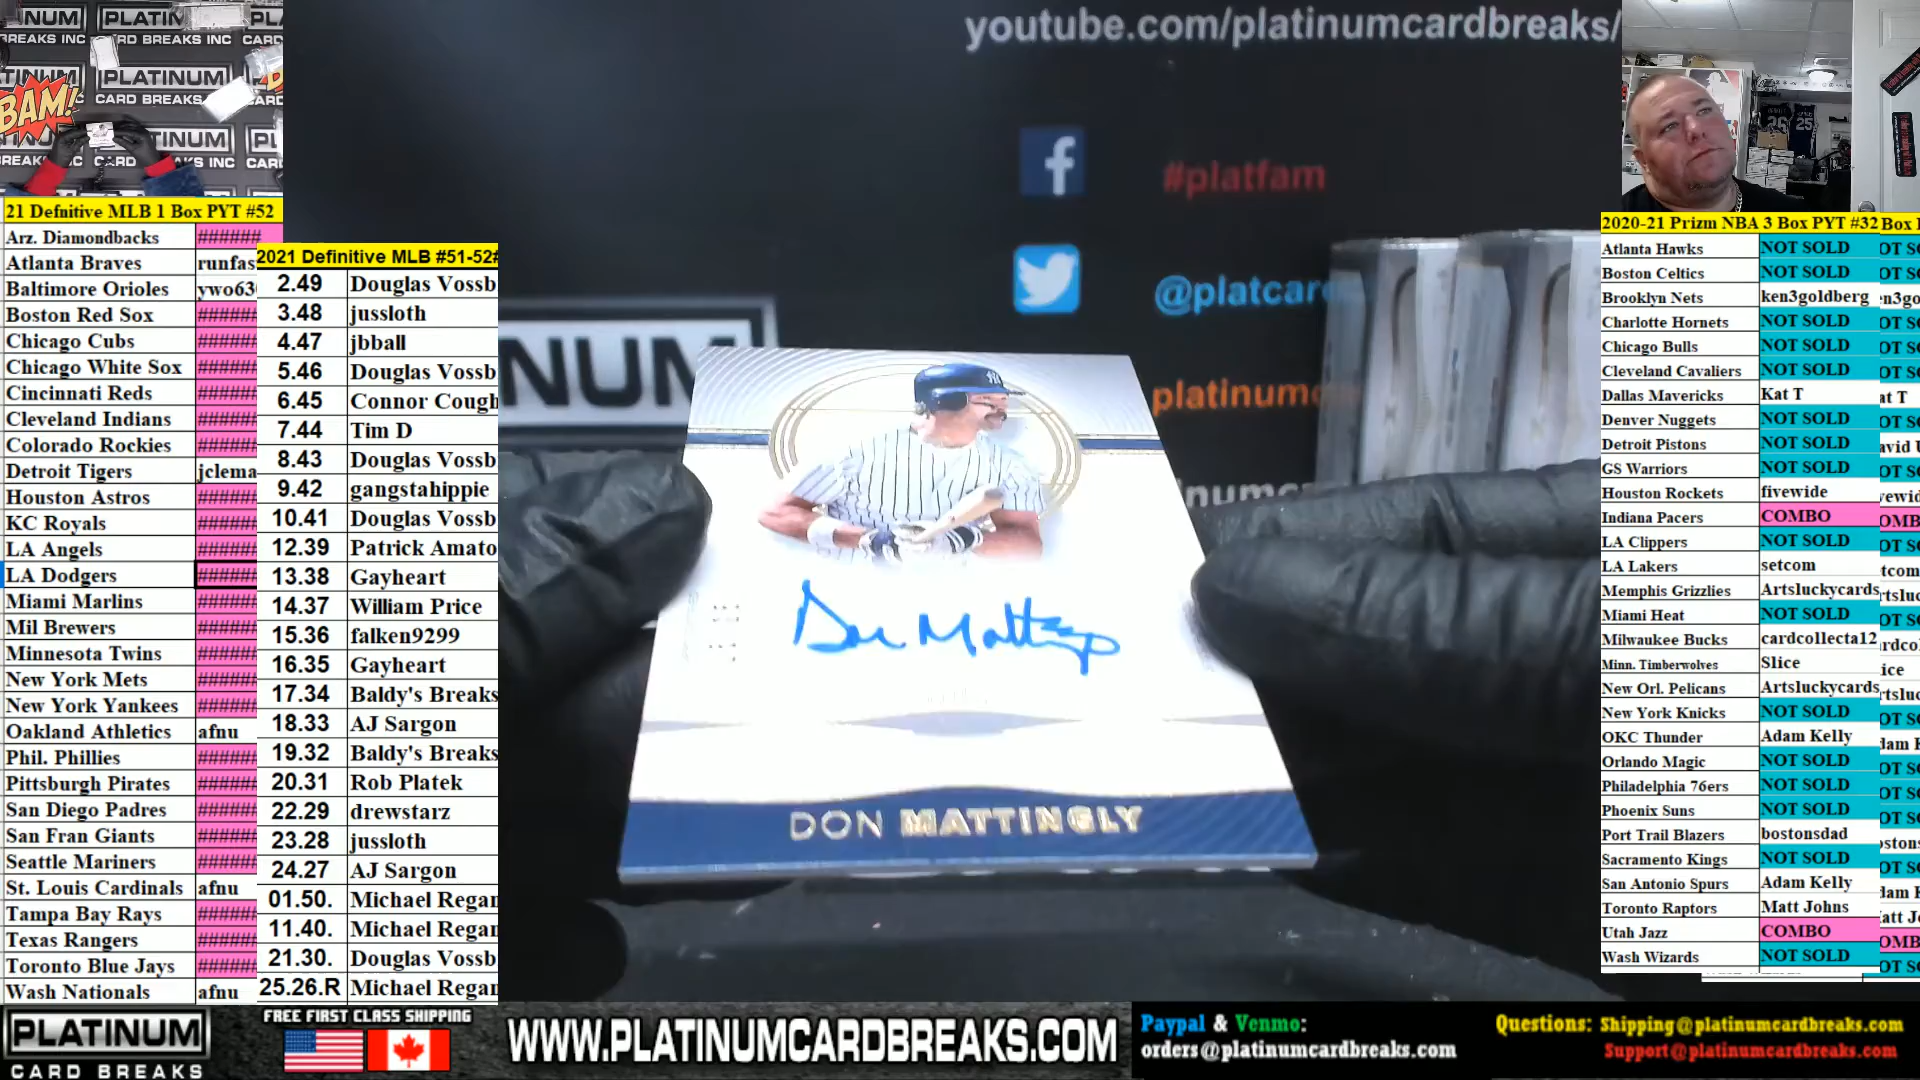 youtube.com/platinumcardbreaks/
#platfam
@platcar
platinum
NUM
PLATINUM
CARD BREAKS INC
BAM!
21 Defnitive MLB 1 Box PYT #52
Arz. Diamondbacks ######
Atlanta Braves runfas
Baltimore Orioles ywo63
Boston Red Sox ######
Chicago Cubs ######
Chicago White Sox ######
Cincinnati Reds ######
Cleveland Indians ######
Colorado Rockies ######
Detroit Tigers jclema
Houston Astros ######
KC Royals ######
LA Angels ######
LA Dodgers ######
Miami Marlins ######
Mil Brewers ######
Minnesota Twins ######
New York Mets ######
New York Yankees ######
Oakland Athletics afnu
Phil. Phillies ######
Pittsburgh Pirates ######
San Diego Padres ######
San Fran Giants ######
Seattle Mariners ######
St. Louis Cardinals afnu
Tampa Bay Rays ######
Texas Rangers ######
Toronto Blue Jays ######
Wash Nationals afnu
2021 Definitive MLB #51-52#
2.49 Douglas Vossb
3.48 jussloth
4.47 jbball
5.46 Douglas Vossb
6.45 Connor Cough
7.44 Tim D
8.43 Douglas Vossb
9.42 gangstahippie
10.41 Douglas Vossb
12.39 Patrick Amato
13.38 Gayheart
14.37 William Price
15.36 falken9299
16.35 Gayheart
17.34 Baldy's Breaks
18.33 AJ Sargon
19.32 Baldy's Breaks
20.31 Rob Platek
22.29 drewstarz
23.28 jussloth
24.27 AJ Sargon
01.50. Michael Regan
11.40. Michael Regan
21.30. Douglas Vossb
25.26.R Michael Regan
Don Mattingly
DON MATTINGLY
2020-21 Prizm NBA 3 Box PYT #32
Atlanta Hawks NOT SOLD
Boston Celtics NOT SOLD
Brooklyn Nets ken3goldberg
Charlotte Hornets NOT SOLD
Chicago Bulls NOT SOLD
Cleveland Cavaliers NOT SOLD
Dallas Mavericks Kat T
Denver Nuggets NOT SOLD
Detroit Pistons NOT SOLD
GS Warriors NOT SOLD
Houston Rockets fivewide
Indiana Pacers COMBO
LA Clippers NOT SOLD
LA Lakers setcom
Memphis Grizzlies Artsluckycards
Miami Heat NOT SOLD
Milwaukee Bucks cardcollecta12
Minn. Timberwolves Slice
New Orl. Pelicans Artsluckycards
New York Knicks NOT SOLD
OKC Thunder Adam Kelly
Orlando Magic NOT SOLD
Philadelphia 76ers NOT SOLD
Phoenix Suns NOT SOLD
Port Trail Blazers bostonsdad
Sacramento Kings NOT SOLD
San Antonio Spurs Adam Kelly
Toronto Raptors Matt Johns
Utah Jazz COMBO
Wash Wizards NOT SOLD
PLATINUM
CARD BREAKS
FREE FIRST CLASS SHIPPING
WWW.PLATINUMCARDBREAKS.COM
Paypal & Venmo:
orders@platinumcardbreaks.com
Questions: Shipping@platinumcardbreaks.com
Support@platinumcardbreaks.com